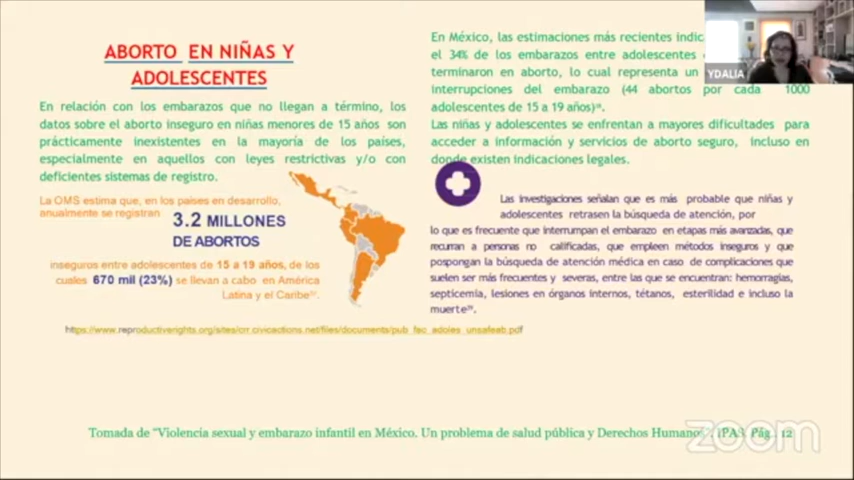 ABORTO EN NIÑAS Y
ADOLESCENTES
En relación con los embarazos que no llegan a término, los
datos sobre el aborto inseguro en niñas menores de 15 años son
prácticamente inexistentes en la mayoría de los países,
especialmente en aquellos con leyes restrictivas y/o con
deficientes sistemas de registro.
La OMS estima que, en los países en desarrollo,
anualmente se registran
3.2 MILLONES
DE ABORTOS
inseguros entre adolescentes de 15 a 19 años, de los
cuales 670 mil (23%) se llevan a cabo en América
Latina y el Caribe
https://www.reproductiverights.org/sites/crr.civicactions.net/files/documents/pub_fac_adoles_unsafeab.pdf
En México, las estimaciones más recientes
el 34% de los embarazos entre adolescentes
terminaron en aborto, lo cual representa un
interrupciones del embarazo (44 abortos por cada 1000
adolescentes de 15 a 19 años)
Las niñas y adolescentes se enfrentan a mayores dificultades para
acceder a información y servicios de aborto seguro, incluso en
donde existen indicaciones legales.
Las investigaciones señalan que es más probable que niñas y
adolescentes retrasen la búsqueda de atención, por
lo que es frecuente que interrumpan el embarazo en etapas más avanzadas, que
recurran a personas no calificadas, que empleen métodos inseguros y que
pospongan la búsqueda de atención médica en caso de complicaciones que
suelen ser más frecuentes y severas, entre las que se encuentran: hemorragias,
septicemia, lesiones en órganos internos, tétanos, esterilidad e incluso la
muerte
Tomada de "Violencia sexual y embarazo infantil en México. Un problema de salud pública y Derechos Humanos", IPAS, Pág. 12
YDALIA
zoom